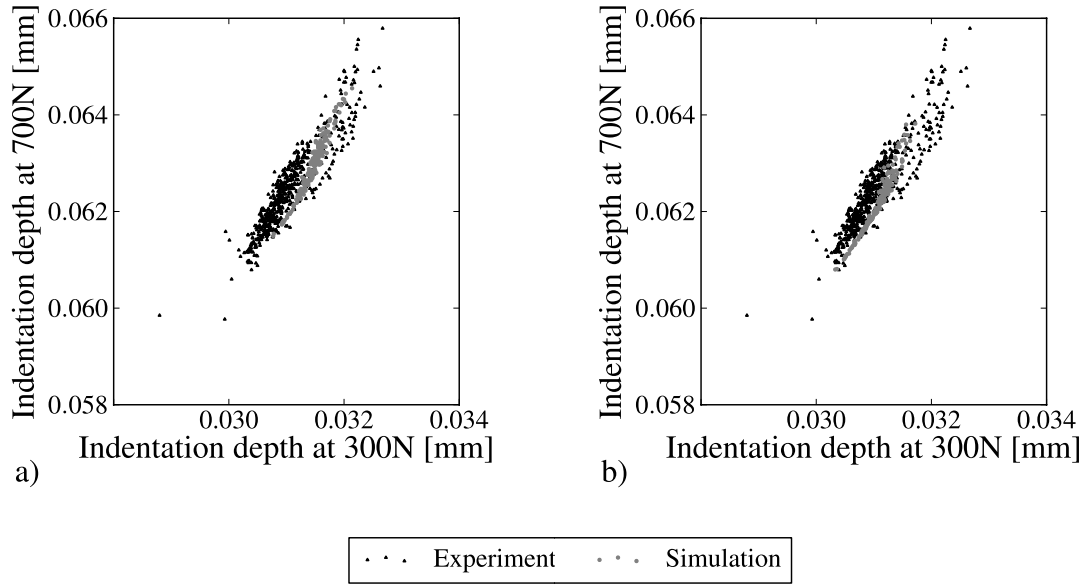 0.066
0.064
0.062
0.060
0.058
Indentation depth at 700N [mm]
0.030 0.032 0.034
Indentation depth at 300N [mm]
a)
0.066
0.064
0.062
0.060
0.058
Indentation depth at 700N [mm]
0.030 0.032 0.034
Indentation depth at 300N [mm]
b)
Experiment Simulation